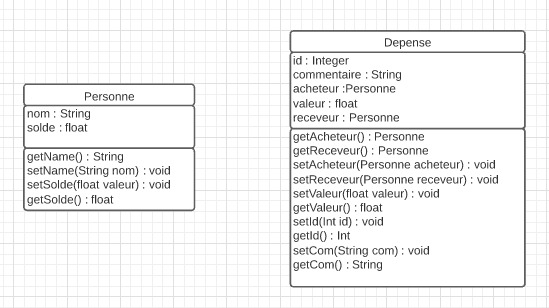 Personne
nom : String
solde : float
getName() : String
setName(String nom) : void
setSolde(float valeur) : void
getSolde() : float
Depense
id : Integer
commentaire : String
acheteur :Personne
valeur : float
receveur : Personne
getAcheteur() : Personne
getReceveur() : Personne
setAcheteur(Personne acheteur) : void
setReceveur(Personne receveur) : void
setValeur(float valeur) : void
getValeur() : float
setId(Int id) : void
getId() : Int
setCom(String com) : void
getCom() : String